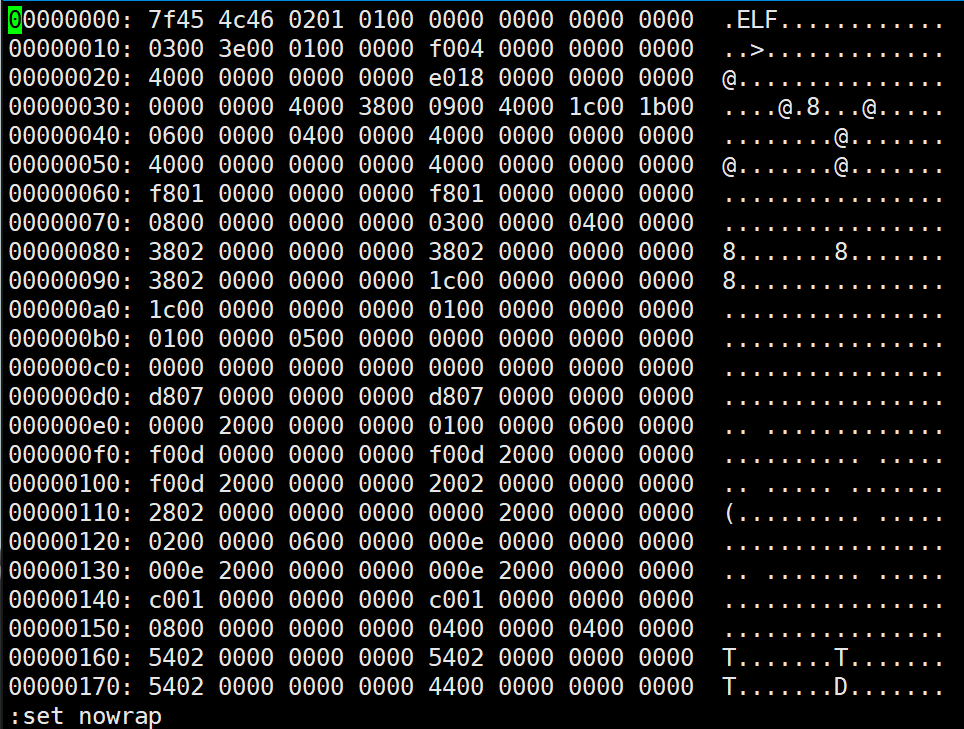 00000000: 7f45 4c46 0201 0100 0000 0000 0000 0000  .ELF............
00000010: 0300 3e00 0100 0000 f004 0000 0000 0000  ..>.............
00000020: 4000 0000 0000 0000 e018 0000 0000 0000  @...............
00000030: 0000 0000 4000 3800 0900 4000 1c00 1b00  ....@.8...@.....
00000040: 0600 0000 0400 0000 4000 0000 0000 0000  ........@.......
00000050: 4000 0000 0000 0000 4000 0000 0000 0000  @.......@.......
00000060: f801 0000 0000 0000 f801 0000 0000 0000  ................
00000070: 0800 0000 0000 0000 0300 0000 0400 0000  ................
00000080: 3802 0000 0000 0000 3802 0000 0000 0000  8.......8.......
00000090: 3802 0000 0000 0000 1c00 0000 0000 0000  8...............
000000a0: 1c00 0000 0000 0000 0100 0000 0000 0000  ................
000000b0: 0100 0000 0500 0000 0000 0000 0000 0000  ................
000000c0: 0000 0000 0000 0000 0000 0000 0000 0000  ................
000000d0: d807 0000 0000 0000 d807 0000 0000 0000  ................
000000e0: 0000 2000 0000 0000 0100 0000 0600 0000  .. .............
000000f0: f00d 0000 0000 0000 f00d 2000 0000 0000  .......... .....
00000100: f00d 2000 0000 0000 2002 0000 0000 0000  .. ..... .......
00000110: 2802 0000 0000 0000 0000 2000 0000 0000  (......... .....
00000120: 0200 0000 0600 0000 000e 0000 0000 0000  ................
00000130: 000e 2000 0000 0000 000e 2000 0000 0000  .. ....... .....
00000140: c001 0000 0000 0000 c001 0000 0000 0000  ................
00000150: 0800 0000 0000 0000 0400 0000 0400 0000  ................
00000160: 5402 0000 0000 0000 5402 0000 0000 0000  T.......T.......
00000170: 5402 0000 0000 0000 4400 0000 0000 0000  T.......D.......
:set nowrap